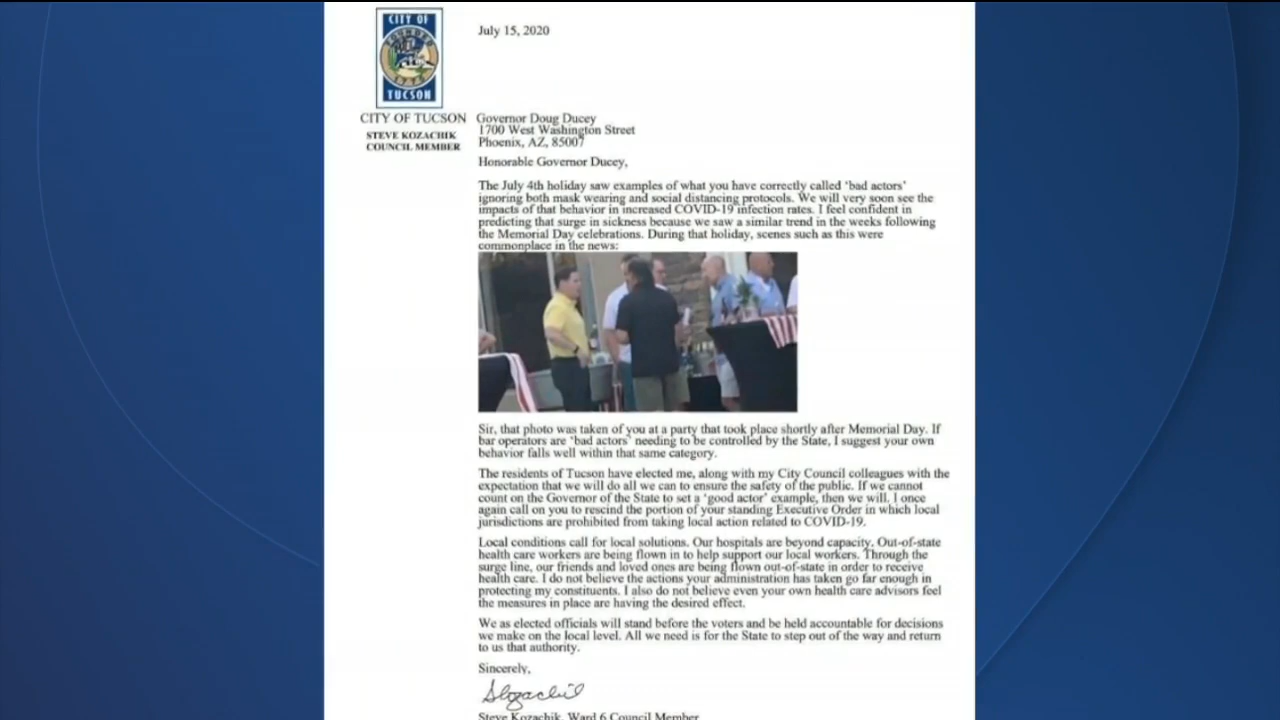 CITY OF
TUCSON
July 15, 2020
CITY OF TUCSON
STEVE KOZACHIK
COUNCIL MEMBER
Governor Doug Ducey
1700 West Washington Street
Phoenix, AZ, 85007
Honorable Governor Ducey,
The July 4th holiday saw examples of what you have correctly called 'bad actors'
ignoring both mask wearing and social distancing protocols. We will very soon see the
impacts of that behavior in increased COVID-19 infection rates. I feel confident in
predicting that surge in sickness because we saw a similar trend in the weeks following
the Memorial Day celebrations. During that holiday, scenes such as this were
commonplace in the news:
Sir, that photo was taken of you at a party that took place shortly after Memorial Day. If
bar operators are 'bad actors' needing to be controlled by the State, I suggest your own
behavior falls well within that same category.
The residents of Tucson have elected me, along with my City Council colleagues with the
expectation that we will do all we can to ensure the safety of the public. If we cannot
count on the Governor of the State to set a 'good actor' example, then we will. I once
again call on you to rescind the portion of your standing Executive Order in which local
jurisdictions are prohibited from taking local action related to COVID-19.
Local conditions call for local solutions. Our hospitals are beyond capacity. Out-of-state
health care workers are being flown in to help support our local workers. Through the
surge line, our friends and loved ones are being flown out-of-state in order to receive
health care. I do not believe the actions your administration has taken go far enough in
protecting my constituents. I also do not believe even your own health care advisors feel
the measures in place are having the desired effect.
We as elected officials will stand before the voters and be held accountable for decisions
we make on the local level. All we need is for the State to step out of the way and return
to us that authority.
Sincerely,
Steve Kozachik, Ward 6 Council Member